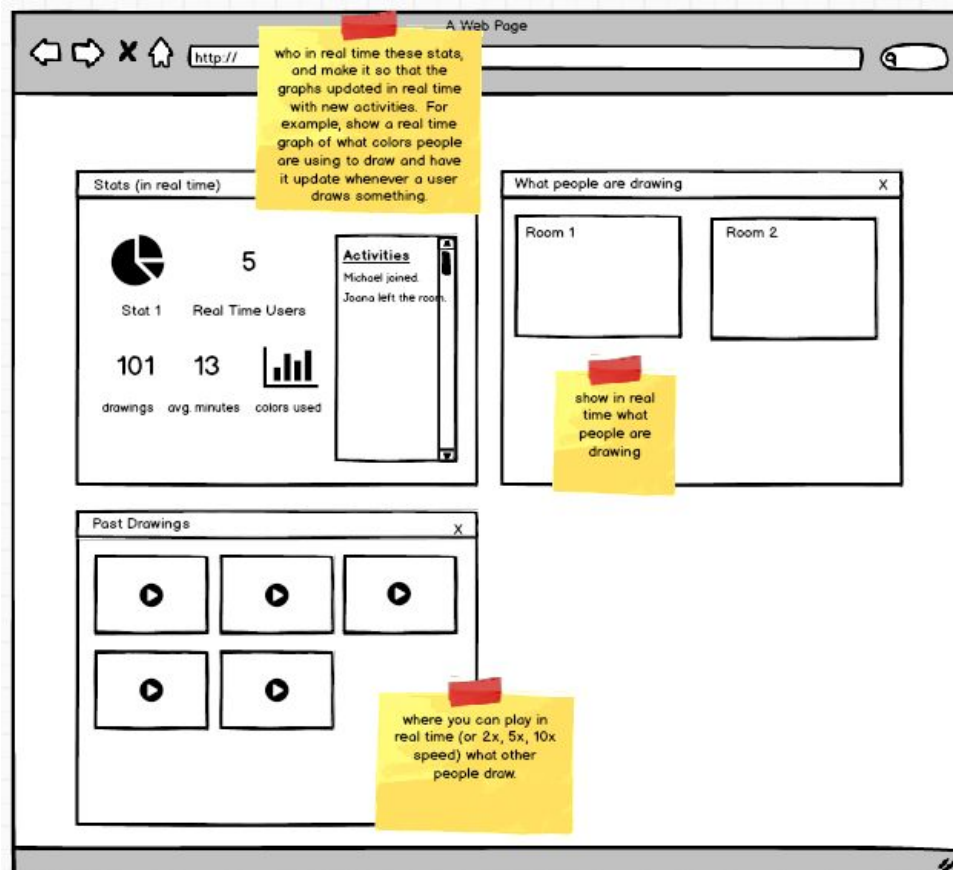 A Web Page
http://
who in real time these stats,
and make it so that the
graphs updated in real time
with new activities. For
example, show a real time
graph of what colors people
are using to draw and have
it update whenever a user
draws something.
Stats (in real time)
5
Stat 1
Real Time Users
101
13
drawings
avg. minutes
colors used
Activities
Michael joined.
Joana left the room.
What people are drawing
X
Room 1
Room 2
show in real
time what
people are
drawing
Past Drawings
X
where you can play in
real time (or 2x, 5x, 10x
speed) what other
people draw.